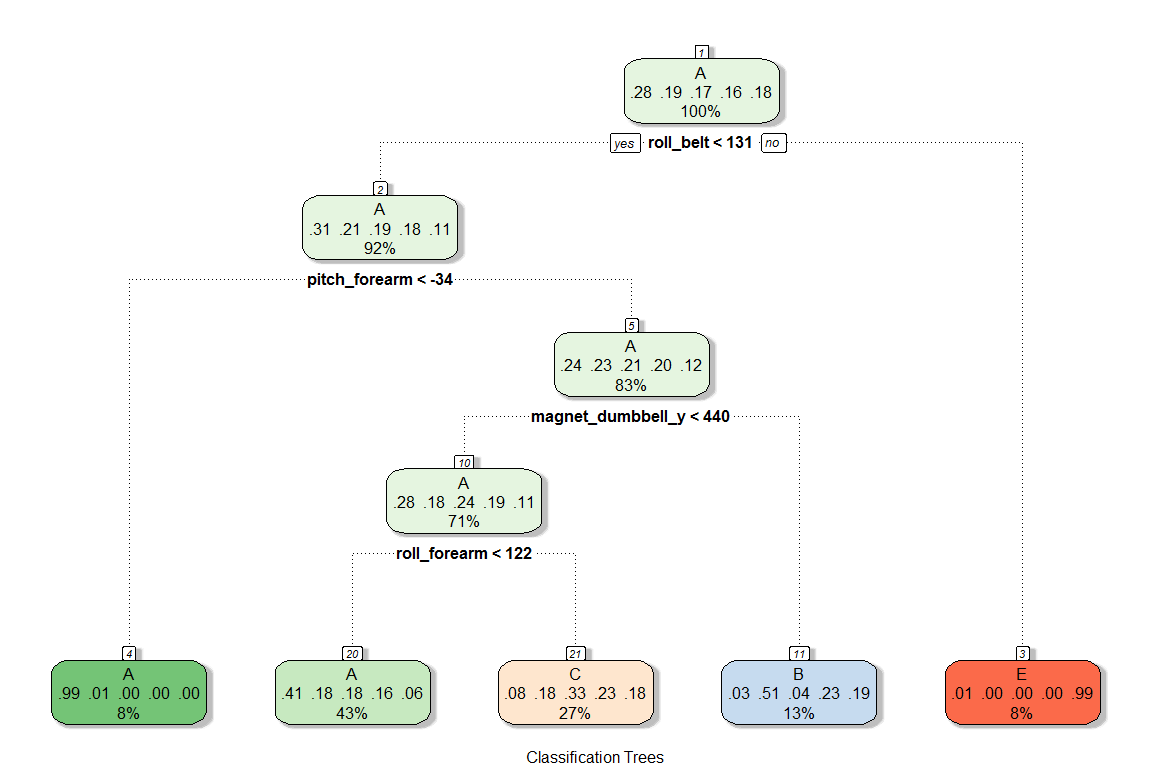 1
A
.28 .19 .17 .16 .18
100%
yes roll_belt < 131 no
2
A
.31 .21 .19 .18 .11
92%
pitch_forearm < -34
5
A
.24 .23 .21 .20 .12
83%
magnet_dumbbell_y < 440
10
A
.28 .18 .24 .19 .11
71%
roll_forearm < 122
4
A
.99 .01 .00 .00 .00
8%
20
A
.41 .18 .18 .16 .06
43%
21
C
.08 .18 .33 .23 .18
27%
11
B
.03 .51 .04 .23 .19
13%
3
E
.01 .00 .00 .00 .99
8%
Classification Trees